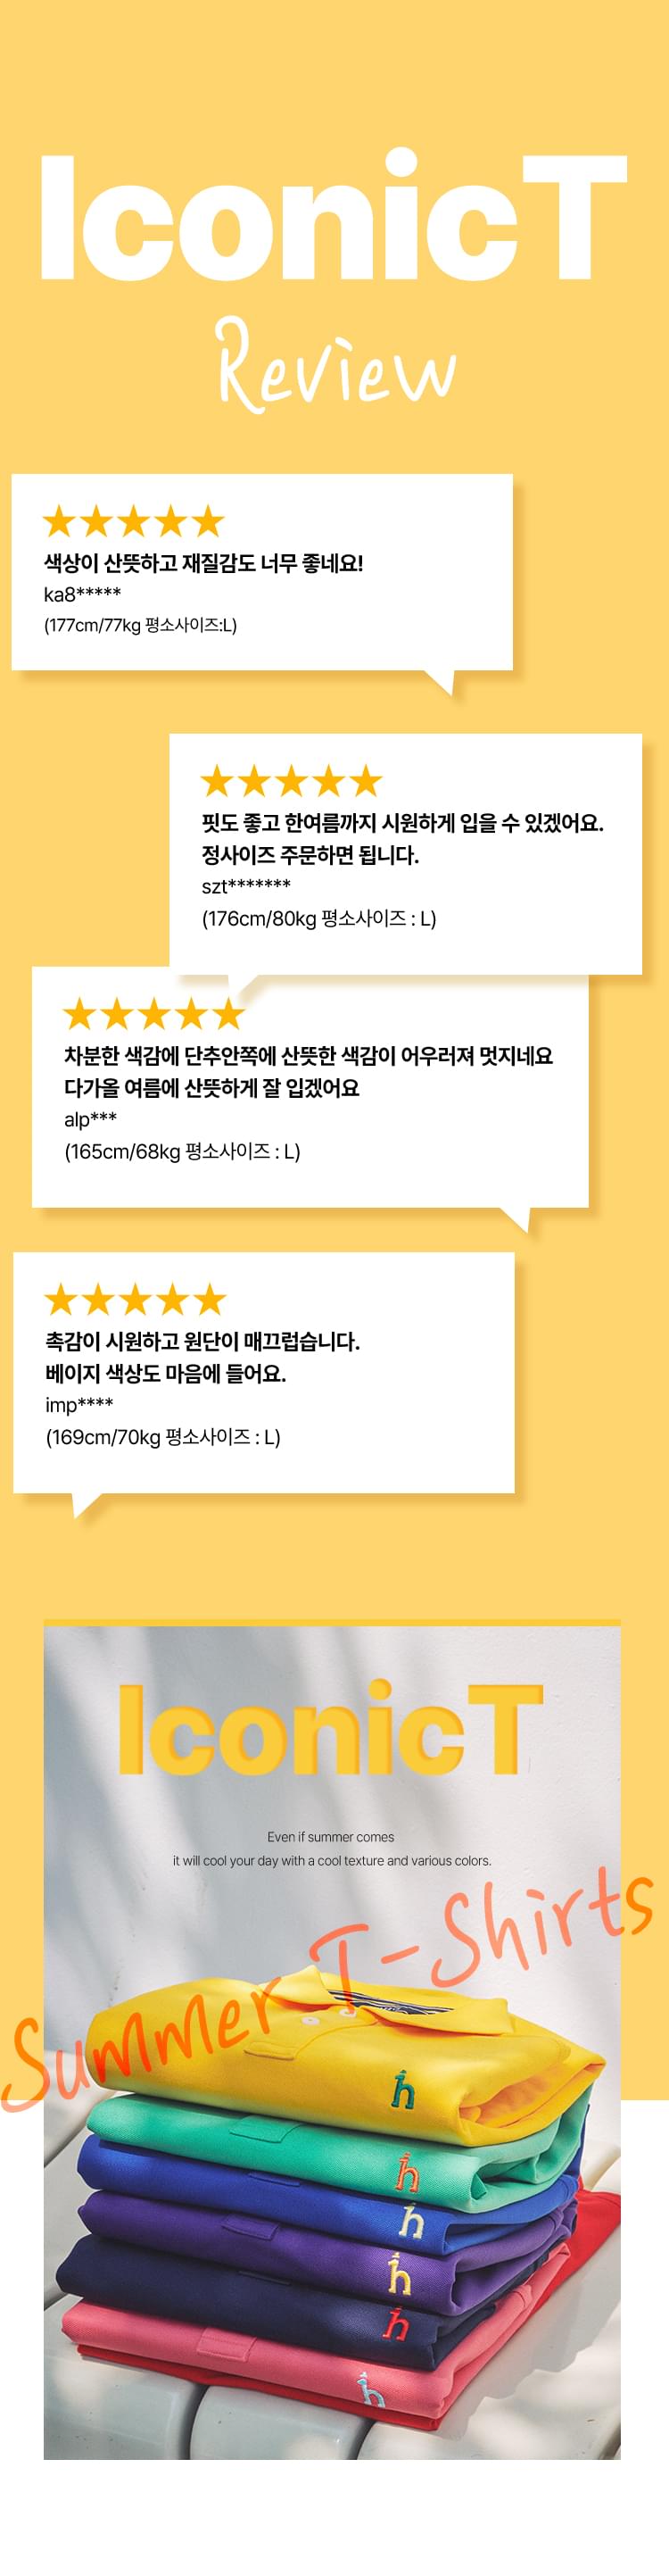 IconicT
Review
★★★★★
색상이 산뜻하고 재질감도 너무 좋네요!
ka8*****
(177cm/77kg 평소사이즈:L)
★★★★★
핏도 좋고 한여름까지 시원하게 입을 수 있겠어요.
정사이즈 주문하면 됩니다.
szt*******
(176cm/80kg 평소사이즈 : L)
★★★★★
차분한 색감에 단추안쪽에 산뜻한 색감이 어우러져 멋지네요
다가올 여름에 산뜻하게 잘 입겠어요
alp***
(165cm/68kg 평소사이즈 : L)
★★★★★
촉감이 시원하고 원단이 매끄럽습니다.
베이지 색상도 마음에 들어요.
imp****
(169cm/70kg 평소사이즈 : L)
IconicT
Even if summer comes
it will cool your day with a cool texture and various colors.
Summer T-Shirts
h
h
h
h
h
h